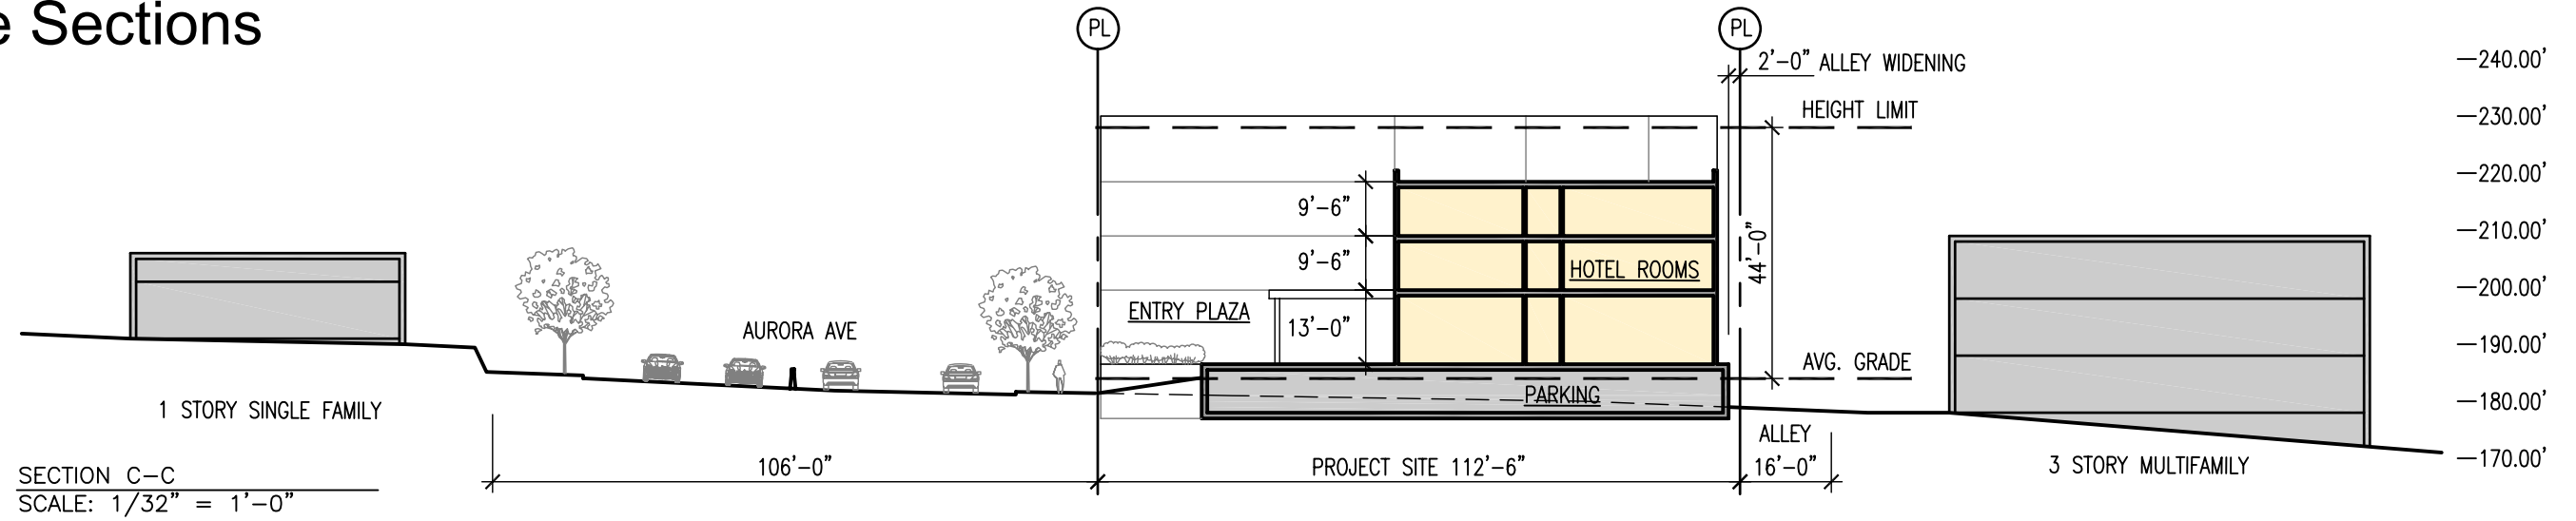 e Sections
PL
PL
2'-0" ALLEY WIDENING
HEIGHT LIMIT
240.00'
230.00'
220.00'
210.00'
200.00'
190.00'
180.00'
170.00'
9'-6"
9'-6"
13'-0"
44'-0"
HOTEL ROOMS
ENTRY PLAZA
AURORA AVE
AVG. GRADE
PARKING
1 STORY SINGLE FAMILY
ALLEY
16'-0"
106'-0"
PROJECT SITE 112'-6"
3 STORY MULTIFAMILY
SECTION C-C
SCALE: 1/32" = 1'-0"